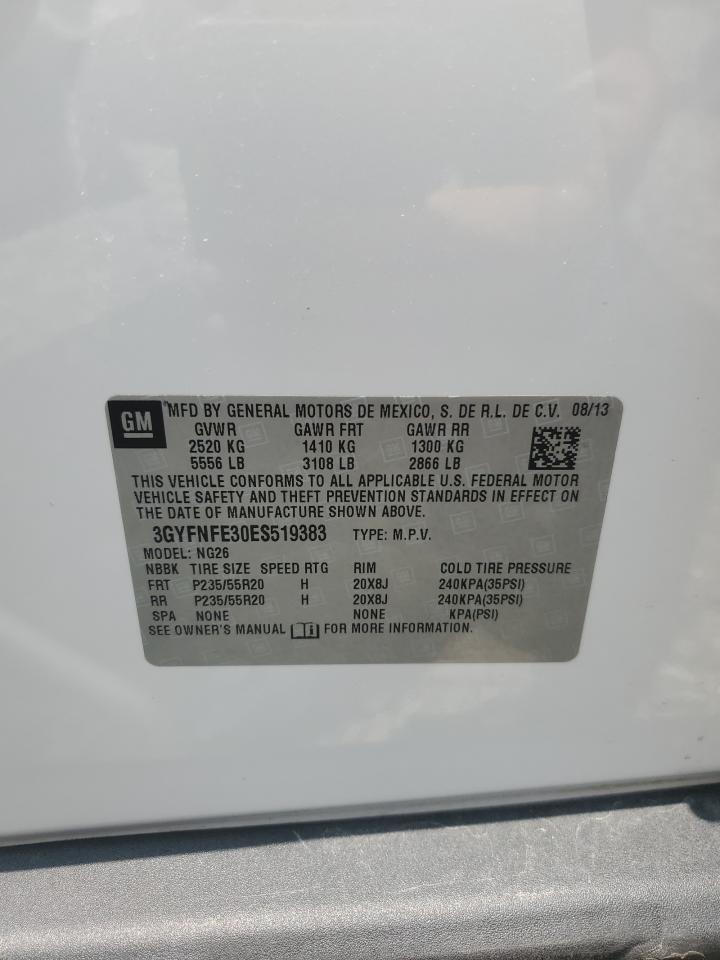 GM MFD BY GENERAL MOTORS DE MEXICO, S. DE R.L. DE C.V. 08/13
GVWR GAWR FRT GAWR RR
2520 KG 1410 KG 1300 KG
5556 LB 3108 LB 2866 LB
THIS VEHICLE CONFORMS TO ALL APPLICABLE U.S. FEDERAL MOTOR
VEHICLE SAFETY AND THEFT PREVENTION STANDARDS IN EFFECT ON
THE DATE OF MANUFACTURE SHOWN ABOVE.
3GYFNFE30ES519383 TYPE: M.P.V.
MODEL: NG26
NBBK TIRE SIZE SPEED RTG RIM COLD TIRE PRESSURE
FRT P235/55R20 H 20X8J 240KPA(35PSI)
RR P235/55R20 H 20X8J 240KPA(35PSI)
SPA NONE NONE KPA(PSI)
SEE OWNER'S MANUAL FOR MORE INFORMATION.